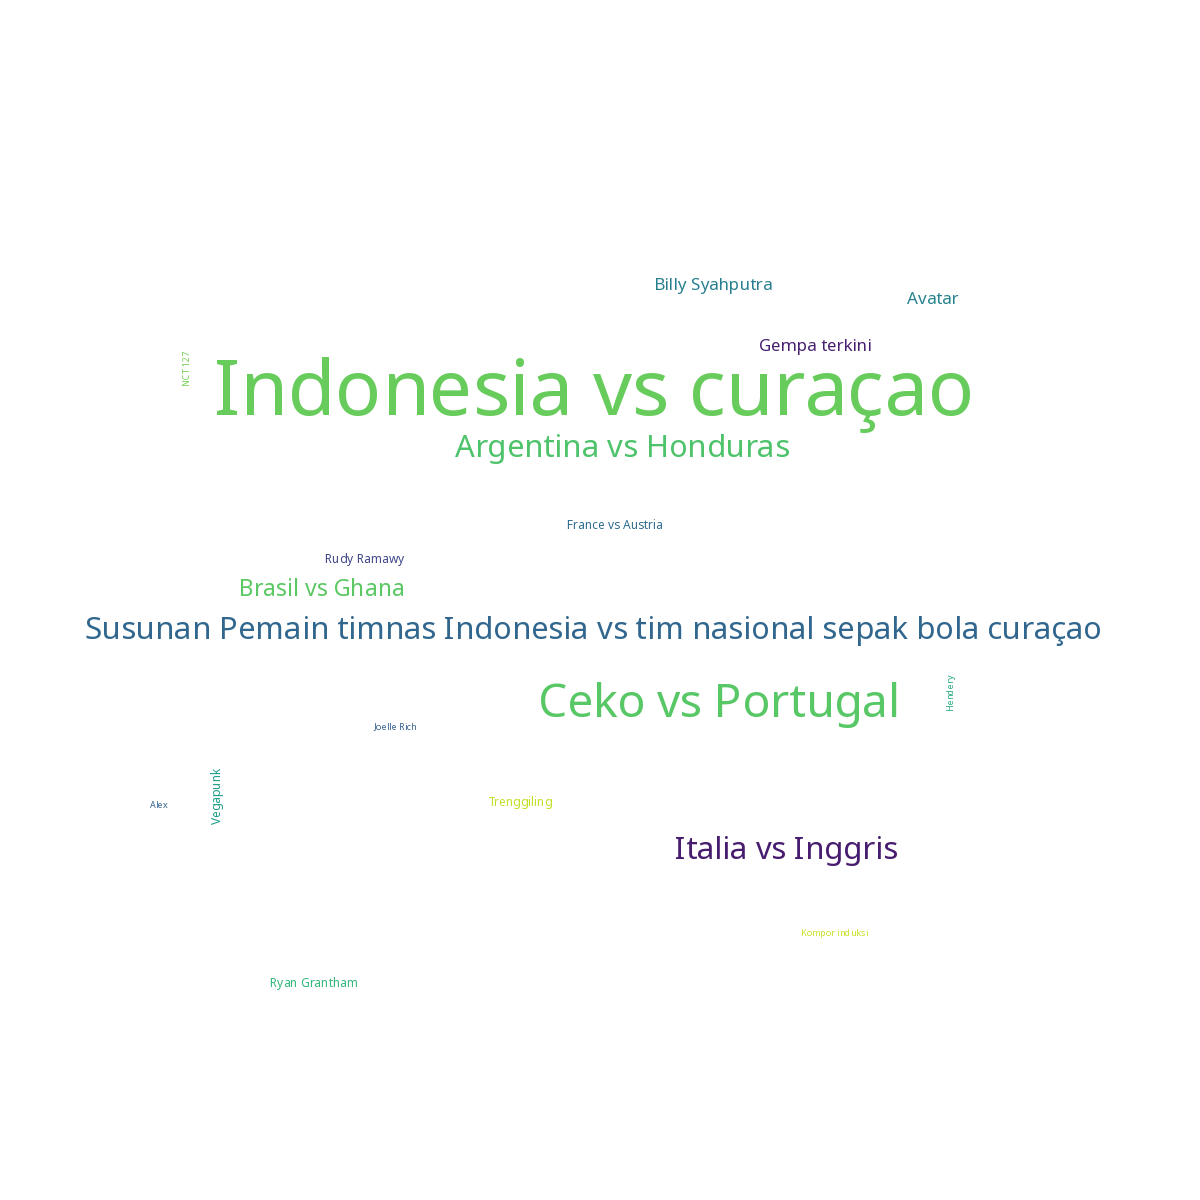 Billy Syahputra
Avatar
Gempa terkini
NCT 127
Indonesia vs curaçao
Argentina vs Honduras
France vs Austria
Rudy Ramawy
Brasil vs Ghana
Susunan Pemain timnas Indonesia vs tim nasional sepak bola curaçao
Ceko vs Portugal
Hendery
Joelle Rich
Vegapunk
Alex
Trenggiling
Italia vs Inggris
Kompor induksi
Ryan Grantham